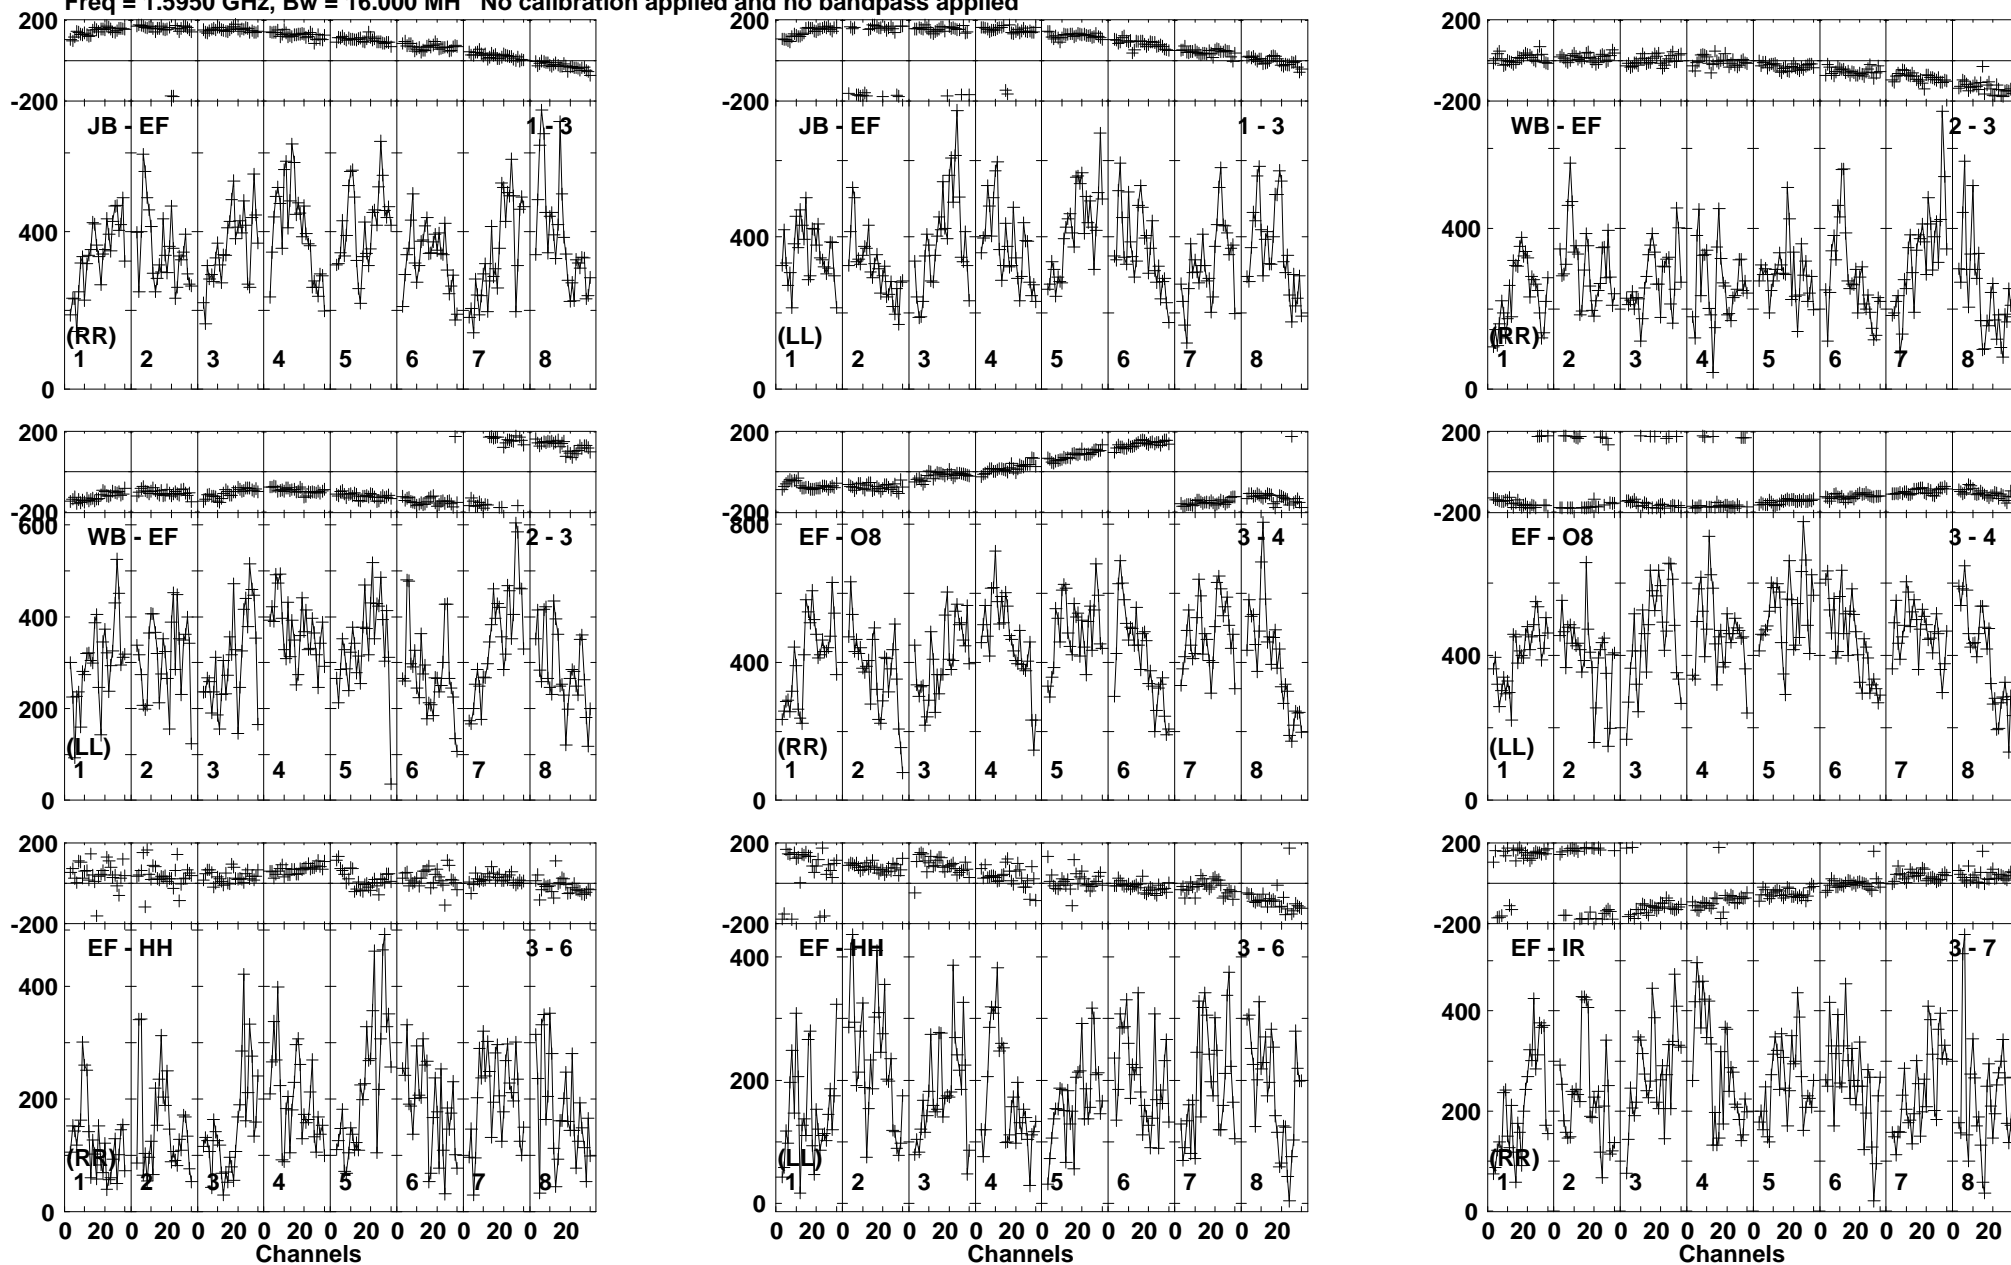 Freq = 1.5950 GHz, Bw = 16.000 MH No calibration applied and no bandpass applied
200 200 200
-200 -200 -200
JB - EF 1 - 3 JB - EF 1 - 3 WB - EF 2 - 3
400 400 400
(RR) (LL) (RR)
1 2 3 4 5 6 7 8 1 2 3 4 5 6 7 8 1 2 3 4 5 6 7 8
0 0 0
200 200 200
-200 -200 -200
600 800
WB - EF 2 - 3 EF - O8 3 - 4 EF - O8 3 - 4
400 400 400
200
(LL) (RR) (LL)
1 2 3 4 5 6 7 8 1 2 3 4 5 6 7 8 1 2 3 4 5 6 7 8
0 0 0
200 200 200
-200 -200 -200
EF - HH 3 - 6 EF - HH 3 - 6 EF - IR 3 - 7
400 400 400
200 200 200
(RR) (LL) (RR)
1 2 3 4 5 6 7 8 1 2 3 4 5 6 7 8 1 2 3 4 5 6 7 8
0 0 0
0 20 0 20 0 20 0 20 0 20 0 20 0 20 0 20 0 20 0 20 0 20 0 20 0 20 0 20 0 20 0 20 0 20 0 20 0 20 0 20 0 20 0 20 0 20 0 20
Channels Channels Channels